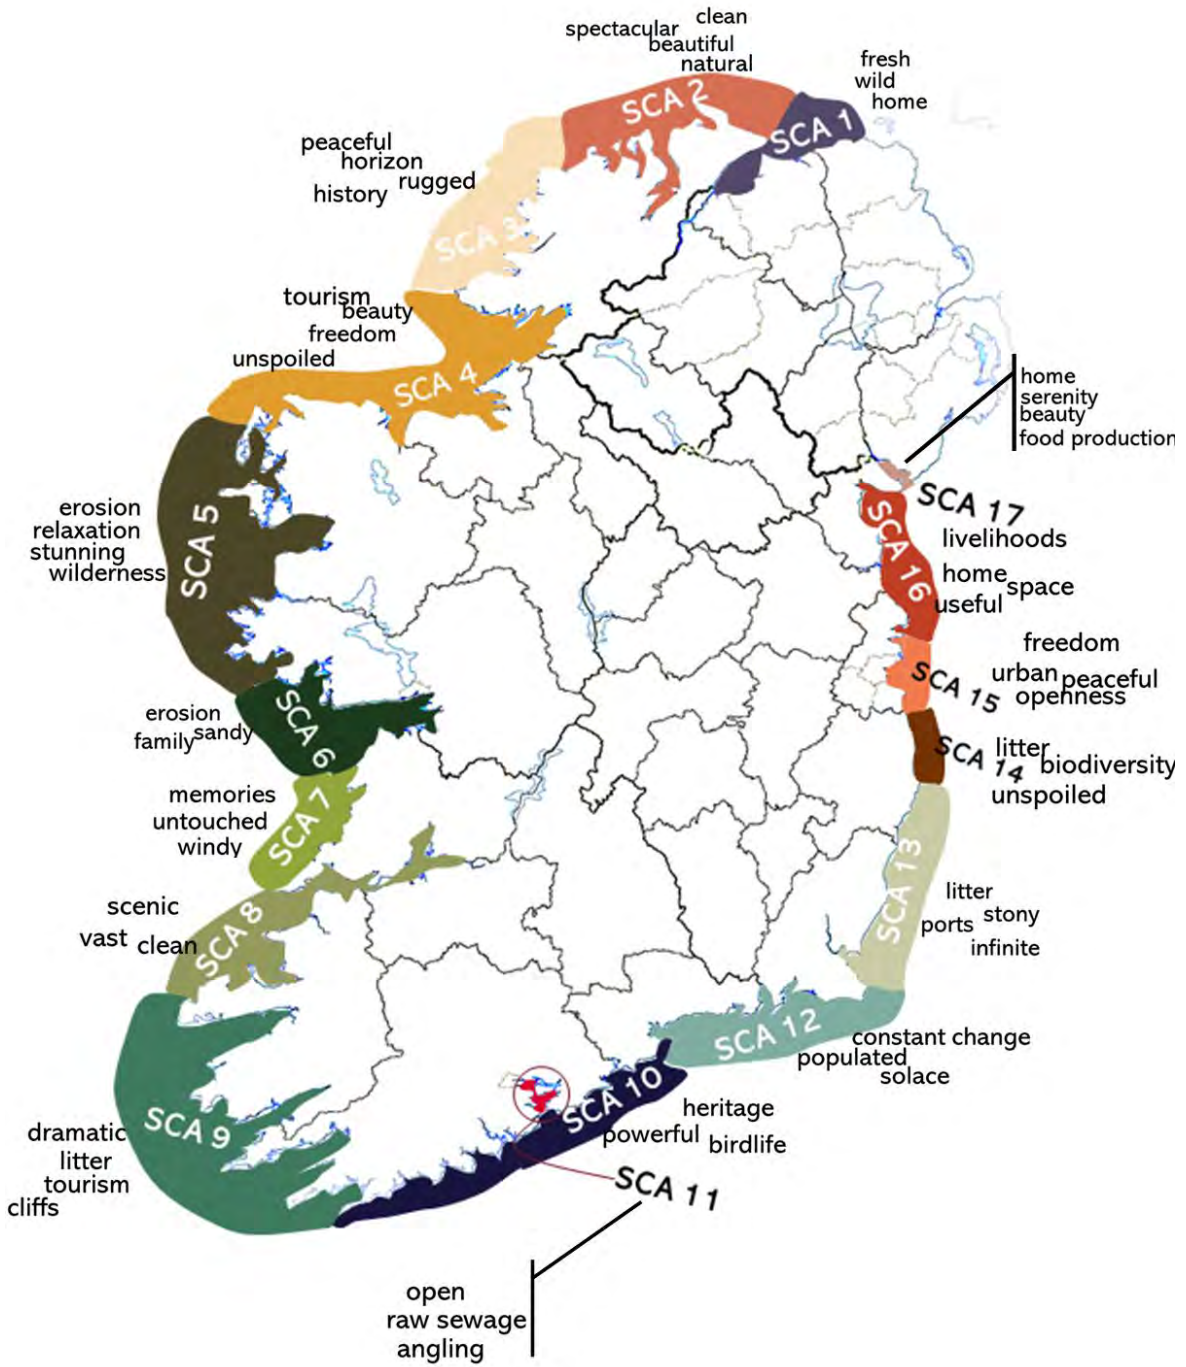 clean
spectacular
beautiful
natural
SCA 2
fresh
wild
home
SCA 1
peaceful
horizon
rugged
history
SCA 3
tourism
beauty
freedom
unspoiled
SCA 4
home
serenity
beauty
food production
SCA 17
erosion
relaxation
stunning
wilderness
SCA 5
livelihoods
home
space
useful
SCA 16
freedom
urban
peaceful
openness
SCA 15
erosion
sandy
family
SCA 6
litter
biodiversity
unspoiled
SCA 14
memories
untouched
windy
SCA 7
scenic
vast
clean
SCA 8
litter
stony
ports
infinite
SCA 13
constant change
populated
solace
SCA 12
dramatic
litter
tourism
cliffs
SCA 9
heritage
powerful
birdlife
SCA 10
SCA 11
open
raw sewage
angling